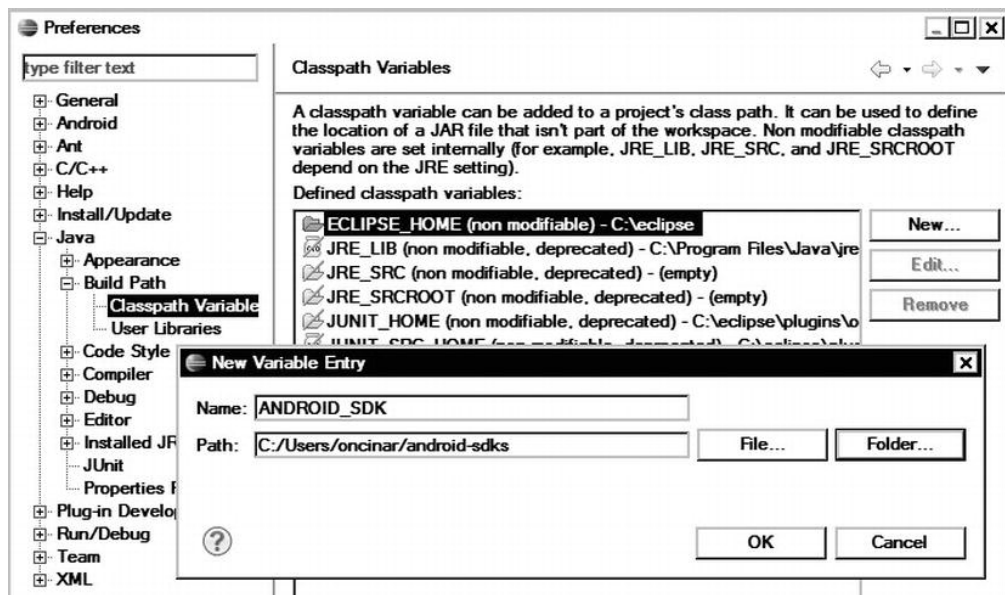 Preferences
type filter text
General
Android
Ant
C/C++
Help
Install/Update
Java
Appearance
Build Path
Classpath Variable
User Libraries
Code Style
Compiler
Debug
Editor
Installed JR
JUnit
Properties F
Plug-in Develop
Run/Debug
Team
XML
Classpath Variables
A classpath variable can be added to a project's class path. It can be used to define
the location of a JAR file that isn't part of the workspace. Non modifiable classpath
variables are set internally (for example, JRE_LIB, JRE_SRC, and JRE_SRCROOT
depend on the JRE setting).
Defined classpath variables:
ECLIPSE_HOME (non modifiable) - C:\eclipse
JRE_LIB (non modifiable, deprecated) - C:\Program Files\Java\jre
JRE_SRC (non modifiable, deprecated) - (empty)
JRE_SRCROOT (non modifiable, deprecated) - (empty)
JUNIT_HOME (non modifiable, deprecated) - C:\eclipse\plugins\o
New...
Edit...
Remove
New Variable Entry
Name: ANDROID_SDK
Path: C:/Users/oncinar/android-sdks
File...
Folder...
?
OK
Cancel